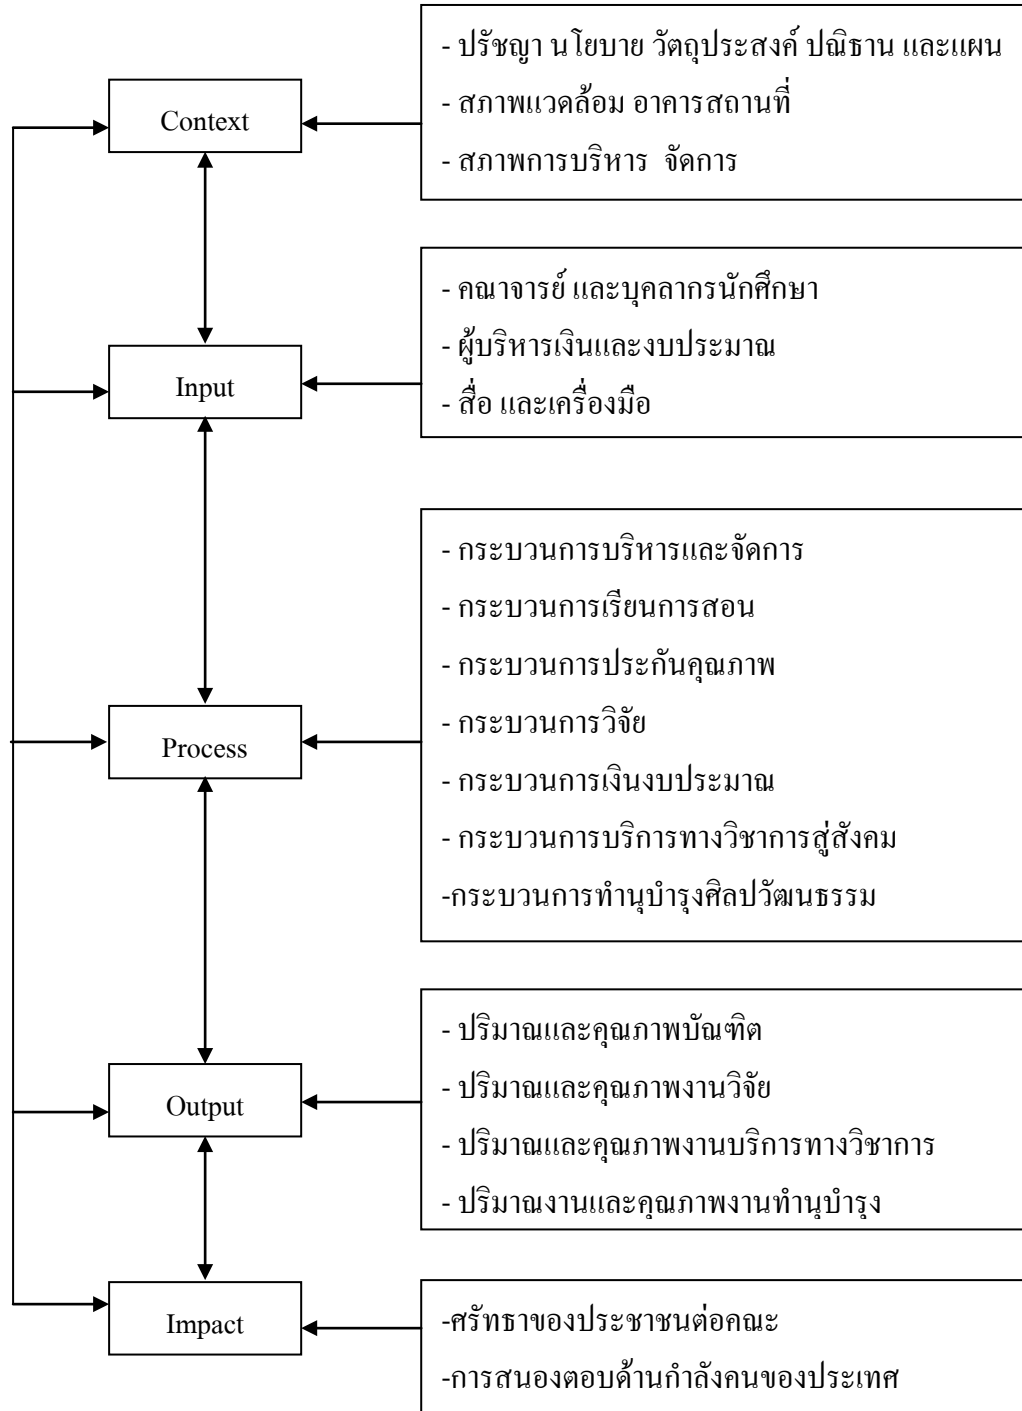 - ปรัชญา นโยบาย วัตถุประสงค์ ปณิธาน และแผน
Context
- สภาพแวดล้อม อาคารสถานที่
- สภาพการบริหาร จัดการ
- คณาจารย์ และบุคลากรนักศึกษา
Input
- ผู้บริหารเงินและงบประมาณ
- สื่อ และเครื่องมือ
- กระบวนการบริหารและจัดการ
- กระบวนการเรียนการสอน
- กระบวนการประกันคุณภาพ
- กระบวนการวิจัย
Process
- กระบวนการเงินงบประมาณ
- กระบวนการบริการทางวิชาการสู่สังคม
-กระบวนการทำนุบำรุงศิลปวัฒนธรรม
- ปริมาณและคุณภาพบัณฑิต
- ปริมาณและคุณภาพงานวิจัย
Output
- ปริมาณและคุณภาพงานบริการทางวิชาการ
- ปริมาณงานและคุณภาพงานทำนุบำรุง
Impact
-ศรัทธาของประชาชนต่อคณะ
-การสนองตอบด้านกำลังคนของประเทศ